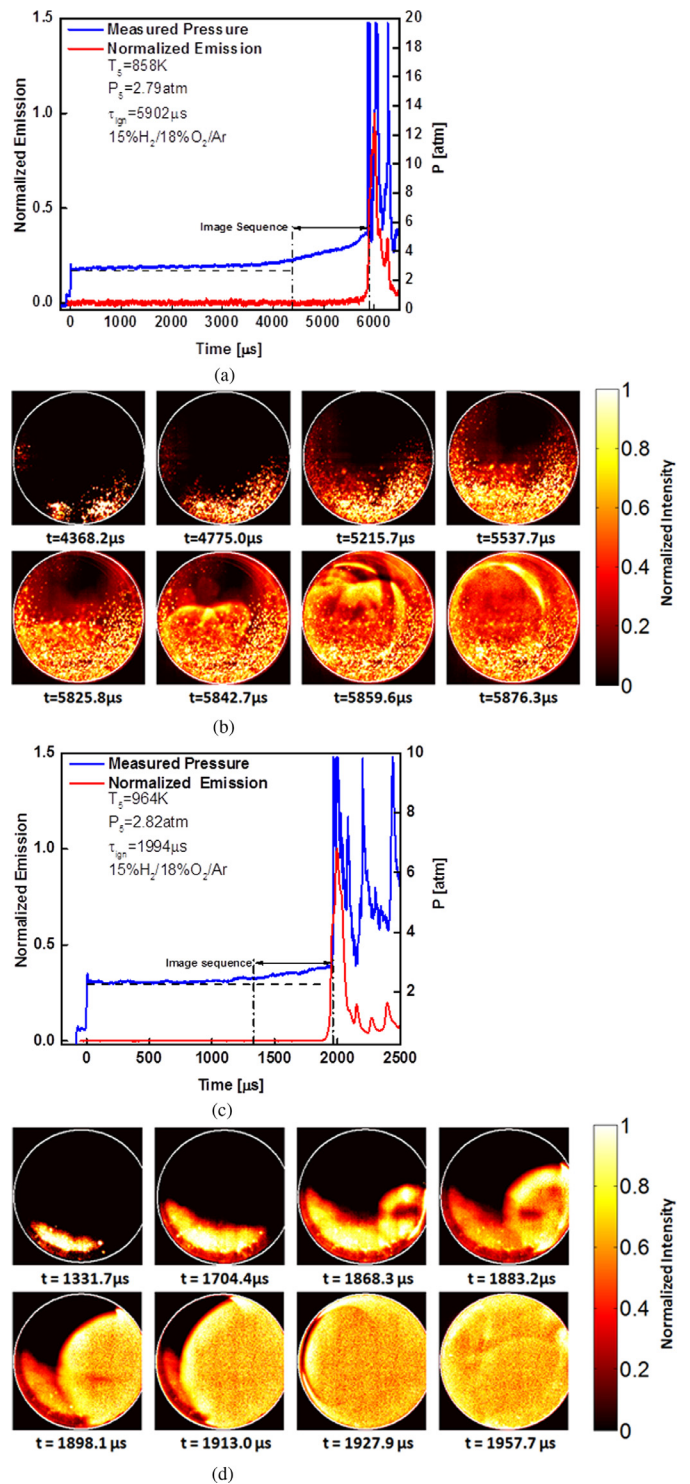 Measured Pressure
Normalized Emission
T5=858K
P5=2.79atm
τign=5902μs
15%H2/18%O2/Ar
Image Sequence
Normalized Emission
1.5
1.0
0.5
0.0
P [atm]
20
18
16
14
12
10
8
6
4
2
0
0 1000 2000 3000 4000 5000 6000
Time [μs]
(a)
t=4368.2μs t=4775.0μs t=5215.7μs t=5537.7μs
t=5825.8μs t=5842.7μs t=5859.6μs t=5876.3μs
1
0.8
0.6
0.4
0.2
0
Normalized Intensity
(b)
Measured Pressure
Normalized Emission
T5=964K
P5=2.82atm
τign=1994μs
15%H2/18%O2/Ar
Image sequence
Normalized Emission
1.5
1.0
0.5
0.0
P [atm]
10
8
6
4
2
0 500 1000 1500 2000 2500
Time [μs]
(c)
t = 1331.7μs t = 1704.4μs t = 1868.3 μs t = 1883.2 μs
t = 1898.1 μs t = 1913.0 μs t = 1927.9 μs t = 1957.7 μs
1
0.8
0.6
0.4
0.2
0
Normalized Intensity
(d)